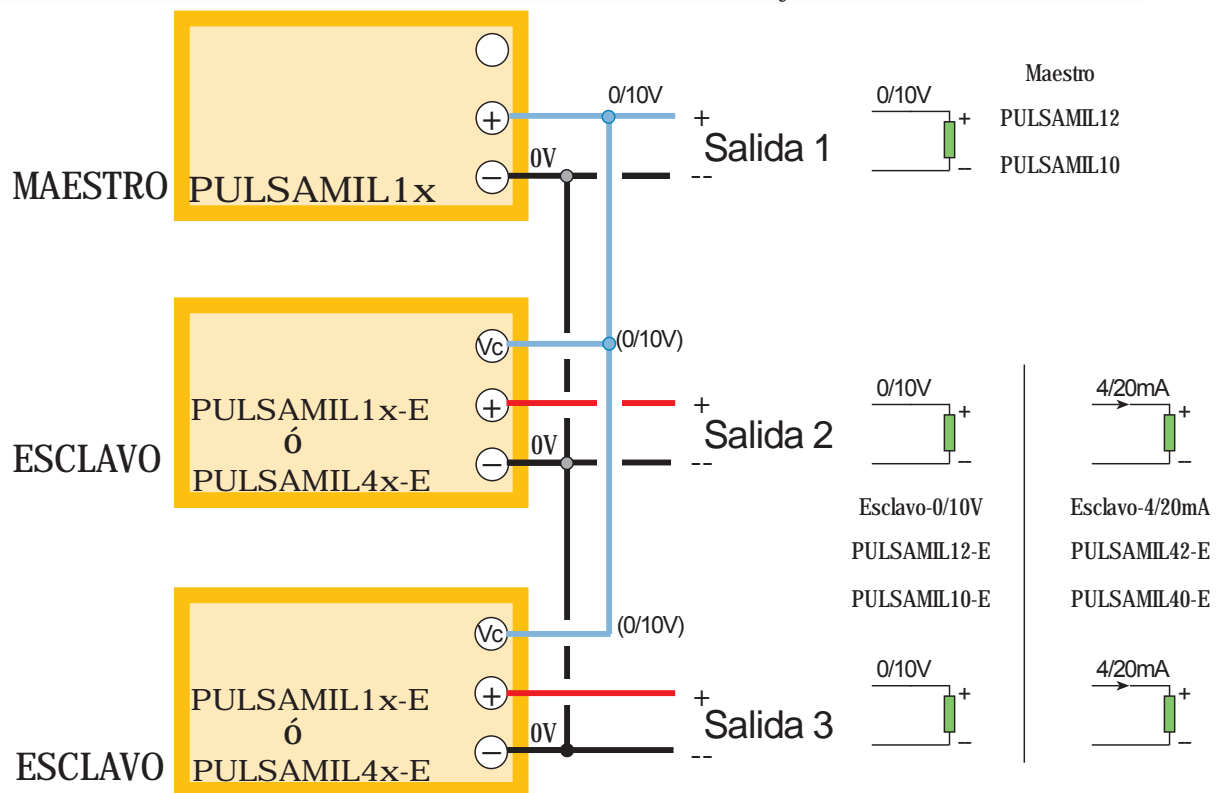 0/10V
+
Salida 1
0V
--
MAESTRO
PULSAMIL1x
+
−
0/10V
+
−
Maestro
PULSAMIL12
PULSAMIL10
Vc
(0/10V)
PULSAMIL1x-E
Ó
PULSAMIL4x-E
ESCLAVO
+
−
0V
+
Salida 2
--
0/10V
+
−
4/20mA
+
−
Esclavo-0/10V
Esclavo-4/20mA
PULSAMIL12-E
PULSAMIL42-E
PULSAMIL10-E
PULSAMIL40-E
Vc
(0/10V)
PULSAMIL1x-E
Ó
PULSAMIL4x-E
ESCLAVO
+
−
0V
+
Salida 3
--
0/10V
+
−
4/20mA
+
−